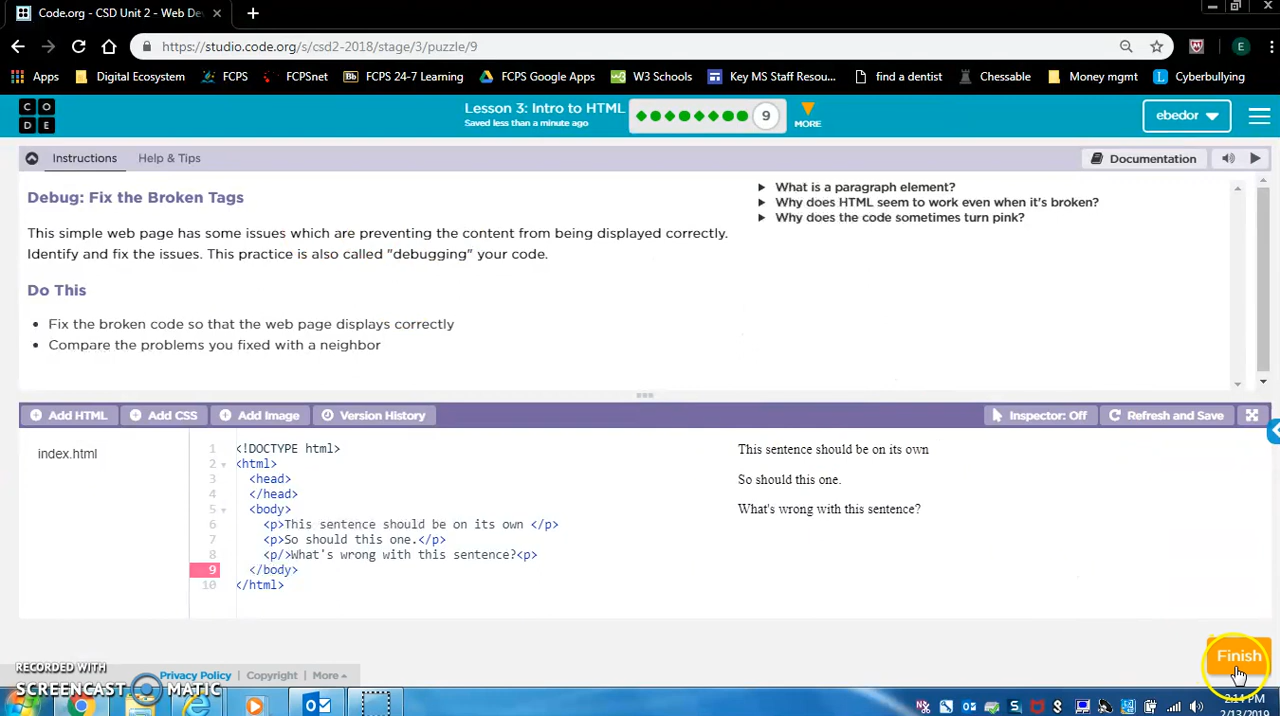 Code.org - CSD Unit 2 - Web De
https://studio.code.org/s/csd2-2018/stage/3/puzzle/9
Apps Digital Ecosystem FCPS FCPSnet Bb FCPS 24-7 Learning FCPS Google Apps W3 Schools Key MS Staff Resou... find a dentist Chessable Money mgmt Cyberbullying
C O
D E
Lesson 3: Intro to HTML
Saved less than a minute ago
9
MORE
ebedor
Instructions Help & Tips Documentation
Debug: Fix the Broken Tags
This simple web page has some issues which are preventing the content from being displayed correctly.
Identify and fix the issues. This practice is also called "debugging" your code.
Do This
Fix the broken code so that the web page displays correctly
Compare the problems you fixed with a neighbor
What is a paragraph element?
Why does HTML seem to work even when it's broken?
Why does the code sometimes turn pink?
Add HTML Add CSS Add Image Version History Inspector: Off Refresh and Save
index.html
1 <!DOCTYPE html>
2 <html>
3 <head>
4 </head>
5 <body>
6 <p>This sentence should be on its own </p>
7 <p>So should this one.</p>
8 <p/>What's wrong with this sentence?<p>
9 </body>
10 </html>
This sentence should be on its own
So should this one.
What's wrong with this sentence?
Finish
RECORDED WITH
SCREENCAST MATIC
Privacy Policy Copyright More
2:14 PM
2/13/2019